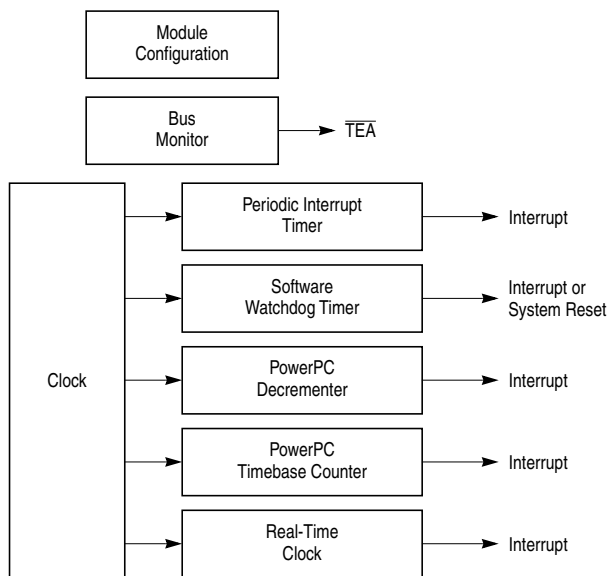 Module
Configuration
Bus
Monitor
TEA
Clock
Periodic Interrupt
Timer
Interrupt
Software
Watchdog Timer
Interrupt or
System Reset
PowerPC
Decrementer
Interrupt
PowerPC
Timebase Counter
Interrupt
Real-Time
Clock
Interrupt